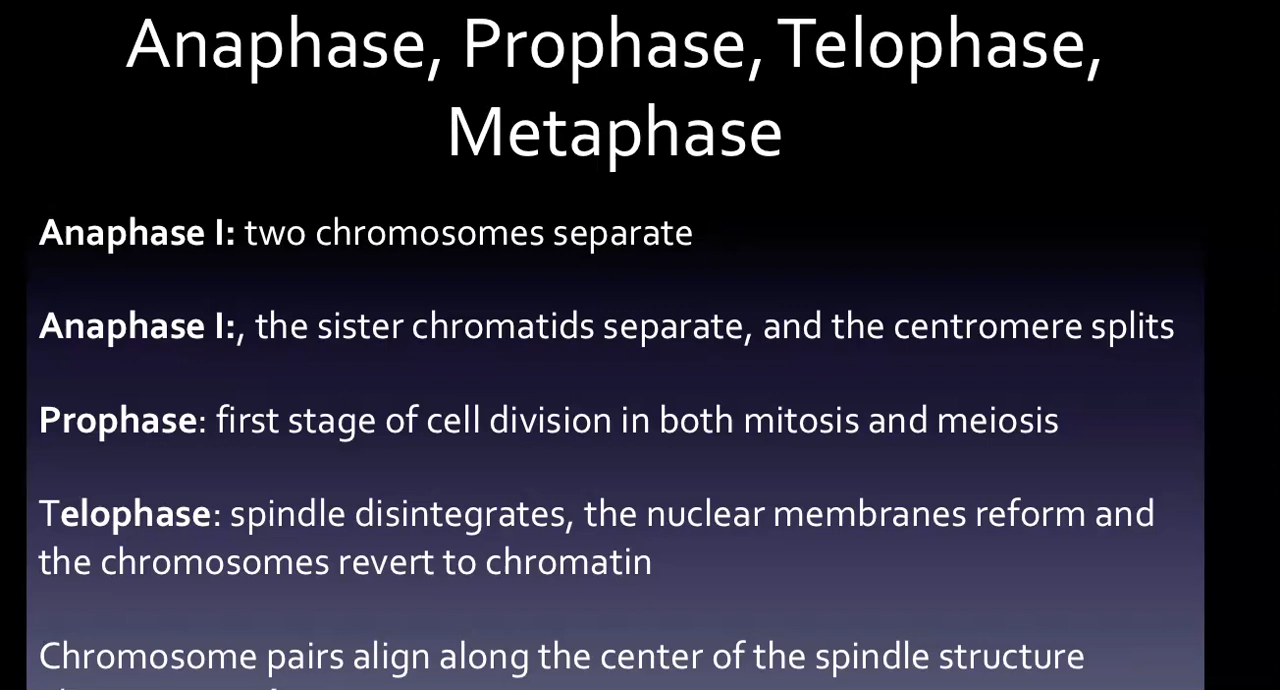 Anaphase, Prophase, Telophase,
Metaphase
Anaphase I: two chromosomes separate
Anaphase I:, the sister chromatids separate, and the centromere splits
Prophase: first stage of cell division in both mitosis and meiosis
Telophase: spindle disintegrates, the nuclear membranes reform and
the chromosomes revert to chromatin
Chromosome pairs align along the center of the spindle structure